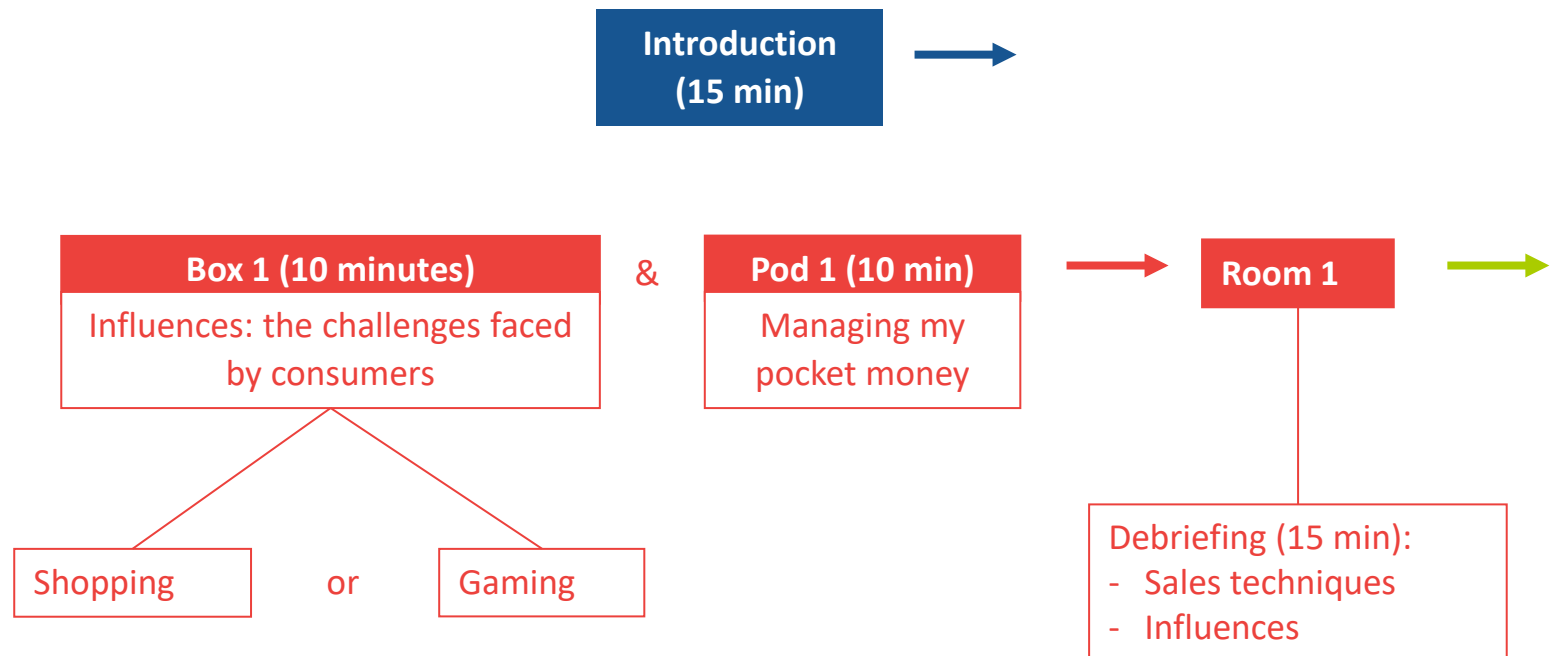 Introduction
(15 min)
Box 1 (10 minutes)
Influences: the challenges faced
by consumers
&
Pod 1 (10 min)
Managing my
pocket money
Room 1
Shopping
or
Gaming
Debriefing (15 min):
- Sales techniques
- Influences